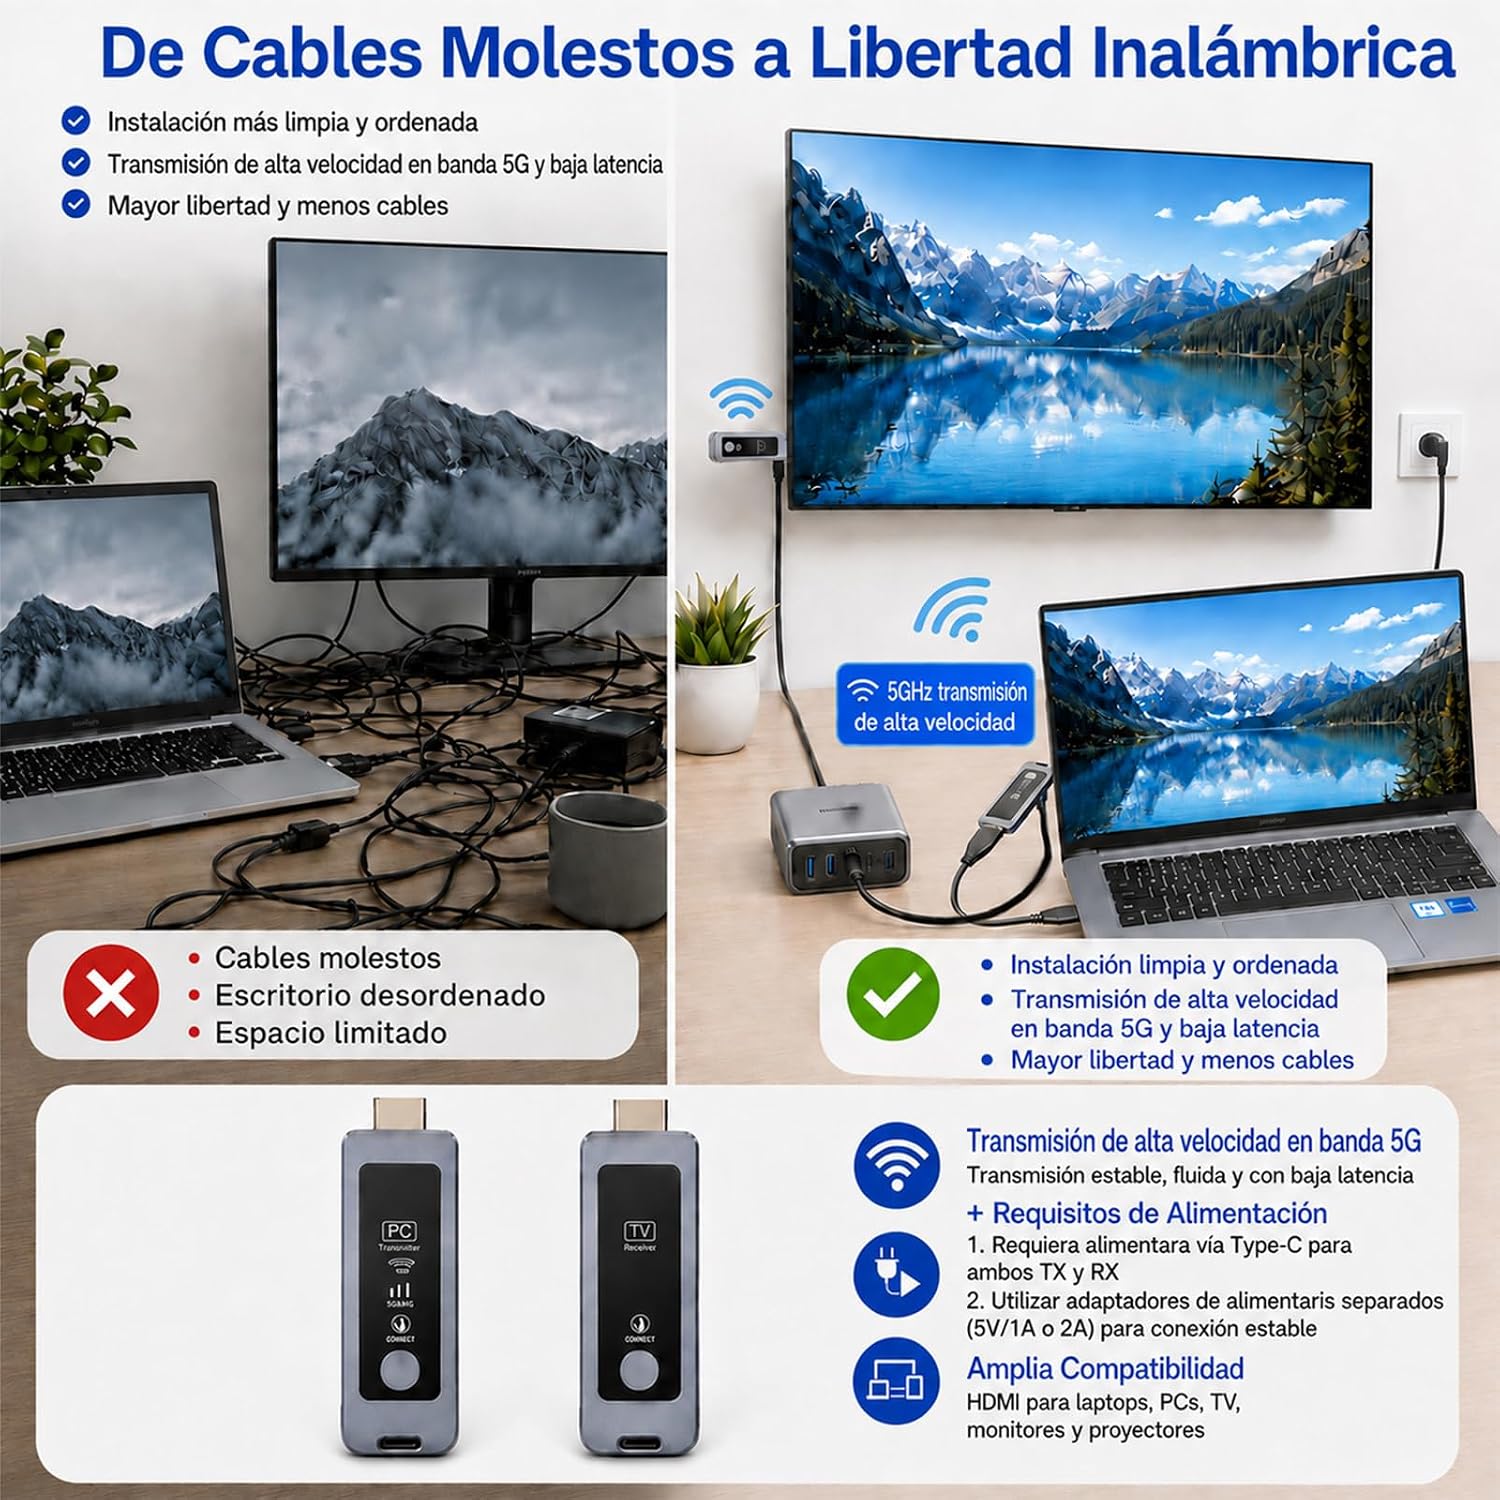 De Cables Molestos a Libertad Inalámbrica
Instalación más limpia y ordenada
Transmisión de alta velocidad en banda 5G y baja latencia
Mayor libertad y menos cables
5GHz transmisión
de alta velocidad
Cables molestos
Escritorio desordenado
Espacio limitado
Instalación limpia y ordenada
Transmisión de alta velocidad
en banda 5G y baja latencia
Mayor libertad y menos cables
PC
Transmitter
CONNECT
TV
Receiver
CONNECT
Transmisión de alta velocidad en banda 5G
Transmisión estable, fluida y con baja latencia
+ Requisitos de Alimentación
1. Requiera alimentara vía Type-C para
ambos TX y RX
2. Utilizar adaptadores de alimentaris separados
(5V/1A o 2A) para conexión estable
Amplia Compatibilidad
HDMI para laptops, PCs, TV,
monitores y proyectores